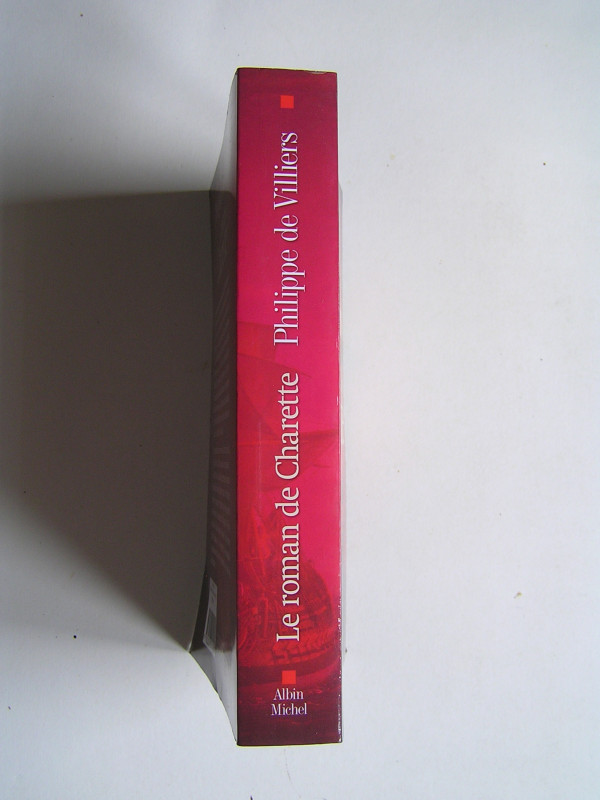 Le roman de Charette Philippe de Villiers
Albin
Michel